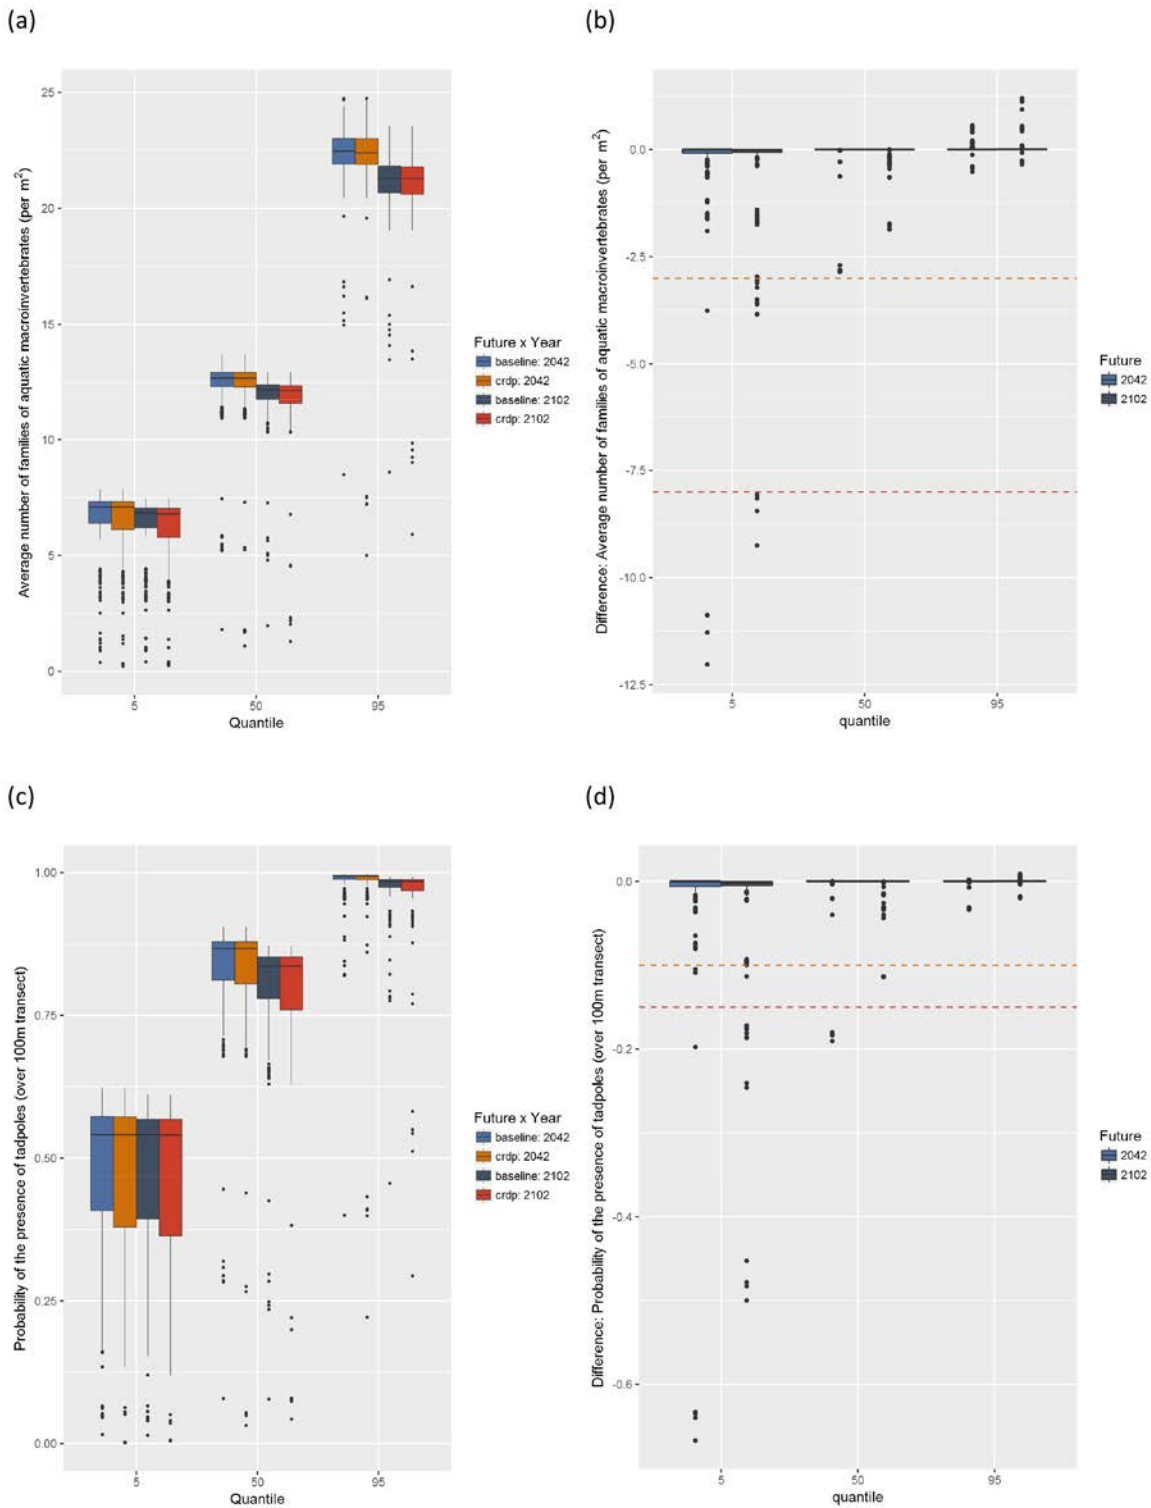 (a)
Average number of families of aquatic macroinvertebrates (per m²)
25
20
15
10
5
0
5
50
95
Quantile
Future x Year
baseline: 2042
crdp: 2042
baseline: 2102
crdp: 2102
(b)
Difference: Average number of families of aquatic macroinvertebrates (per m²)
0.0
-2.5
-5.0
-7.5
-10.0
-12.5
5
50
95
quantile
Future
2042
2102
(c)
Probability of the presence of tadpoles (over 100m transect)
1.00
0.75
0.50
0.25
0.00
5
50
95
Quantile
Future x Year
baseline: 2042
crdp: 2042
baseline: 2102
crdp: 2102
(d)
Difference: Probability of the presence of tadpoles (over 100m transect)
0.0
-0.2
-0.4
-0.6
5
50
95
quantile
Future
2042
2102